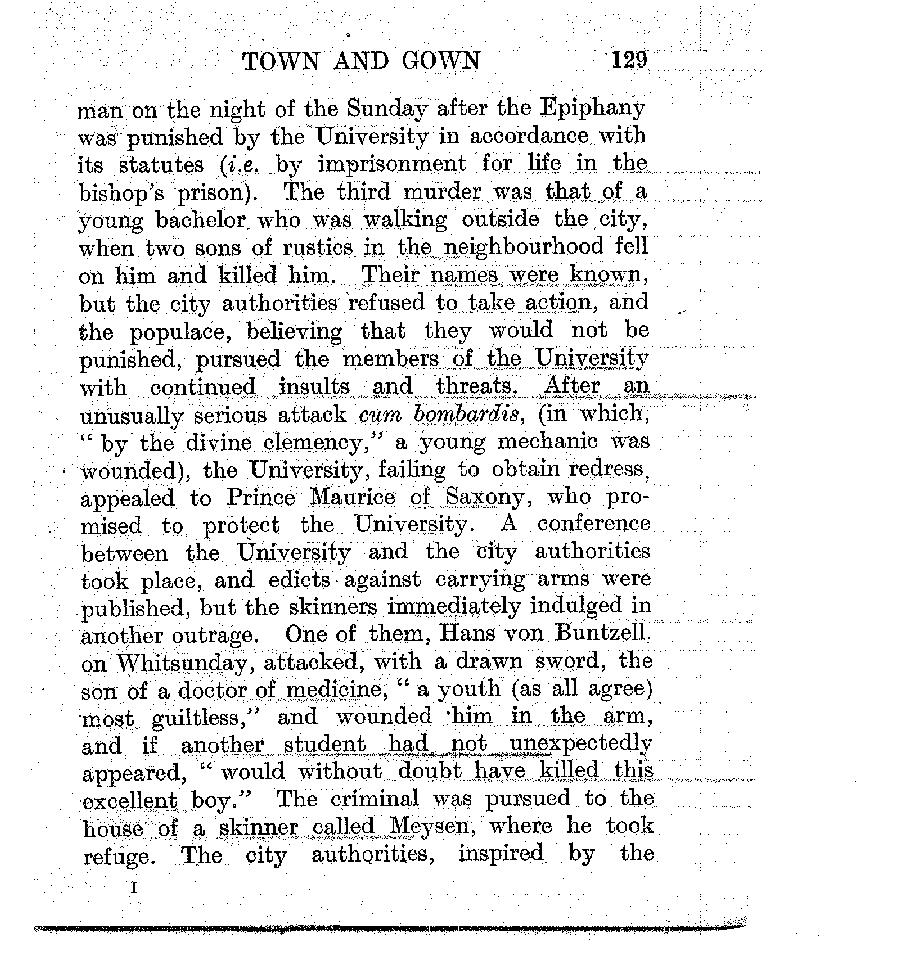 TOWN AND GOWN 129
man on the night of the Sunday after the Epiphany
was punished by the University in accordance with
its statutes (i.e. by imprisonment for life in the
bishop's prison). The third murder was that of a
young bachelor who was walking outside the city,
when two sons of rustics in the neighbourhood fell
on him and killed him. Their names were known,
but the city authorities refused to take action, and
the populace, believing that they would not be
punished, pursued the members of the University
with continued insults and threats. After an
unusually serious attack cum bombardis, (in which,
“ by the divine clemency,” a young mechanic was
wounded), the University, failing to obtain redress,
appealed to Prince Maurice of Saxony, who pro-
mised to protect the University. A conference
between the University and the city authorities
took place, and edicts against carrying arms were
published, but the skinners immediately indulged in
another outrage. One of them, Hans von Buntzell,
on Whitsunday, attacked, with a drawn sword, the
son of a doctor of medicine, “ a youth (as all agree)
most guiltless,” and wounded him in the arm,
and if another student had not unexpectedly
appeared, “ would without doubt have killed this
excellent boy.” The criminal was pursued to the
house of a skinner called Meysen, where he took
refuge. The city authorities, inspired by the
I